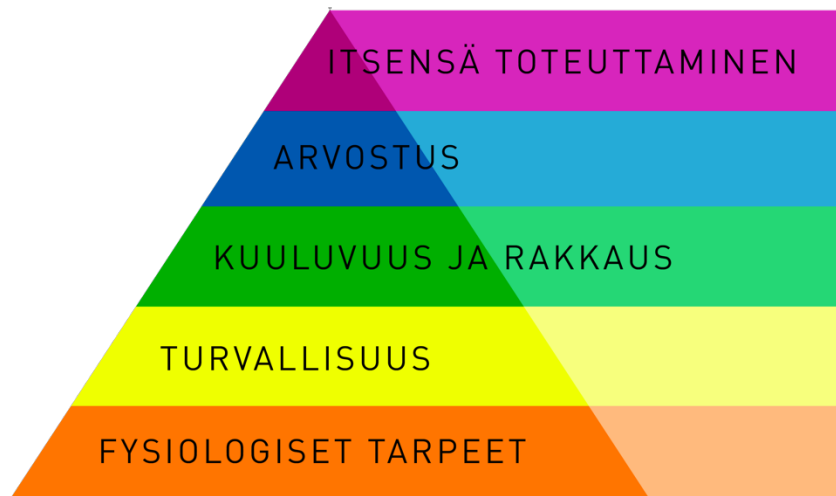 ITSENSÄ TOTEUTTAMINEN
ARVOSTUS
KUULUVUUS JA RAKKAUS
TURVALLISUUS
FYSIOLOGISET TARPEET